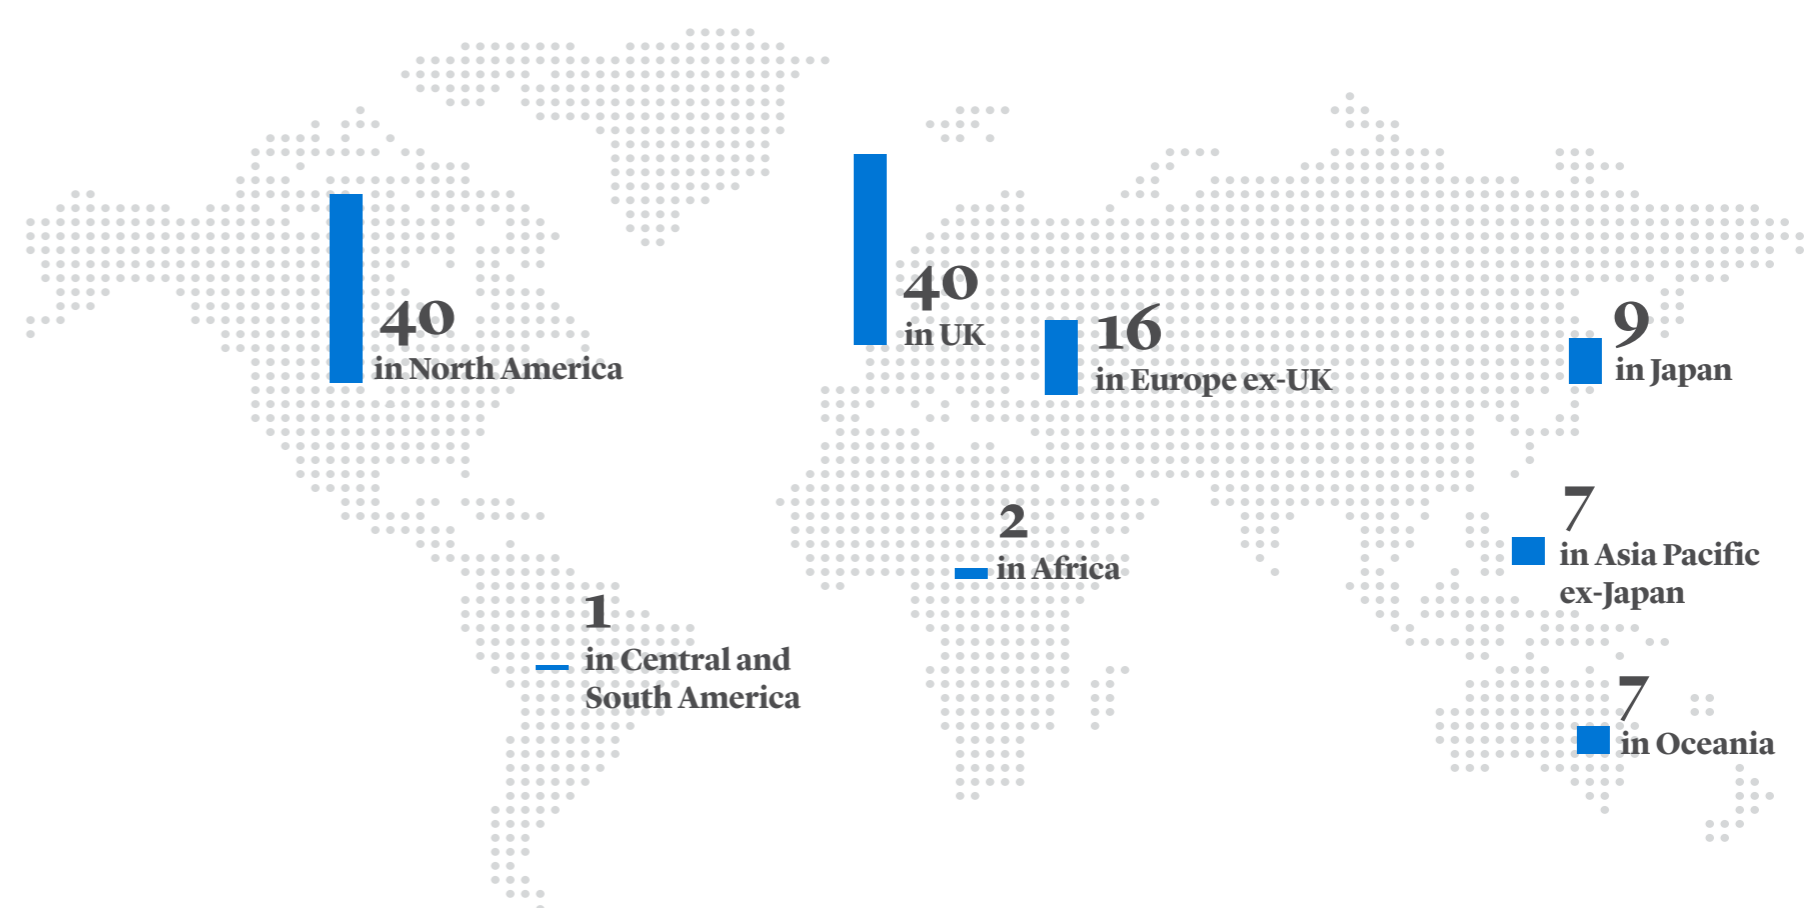 40
in North America
40
in UK
16
in Europe ex-UK
9
in Japan
2
in Africa
7
in Asia Pacific
ex-Japan
1
in Central and
South America
7
in Oceania